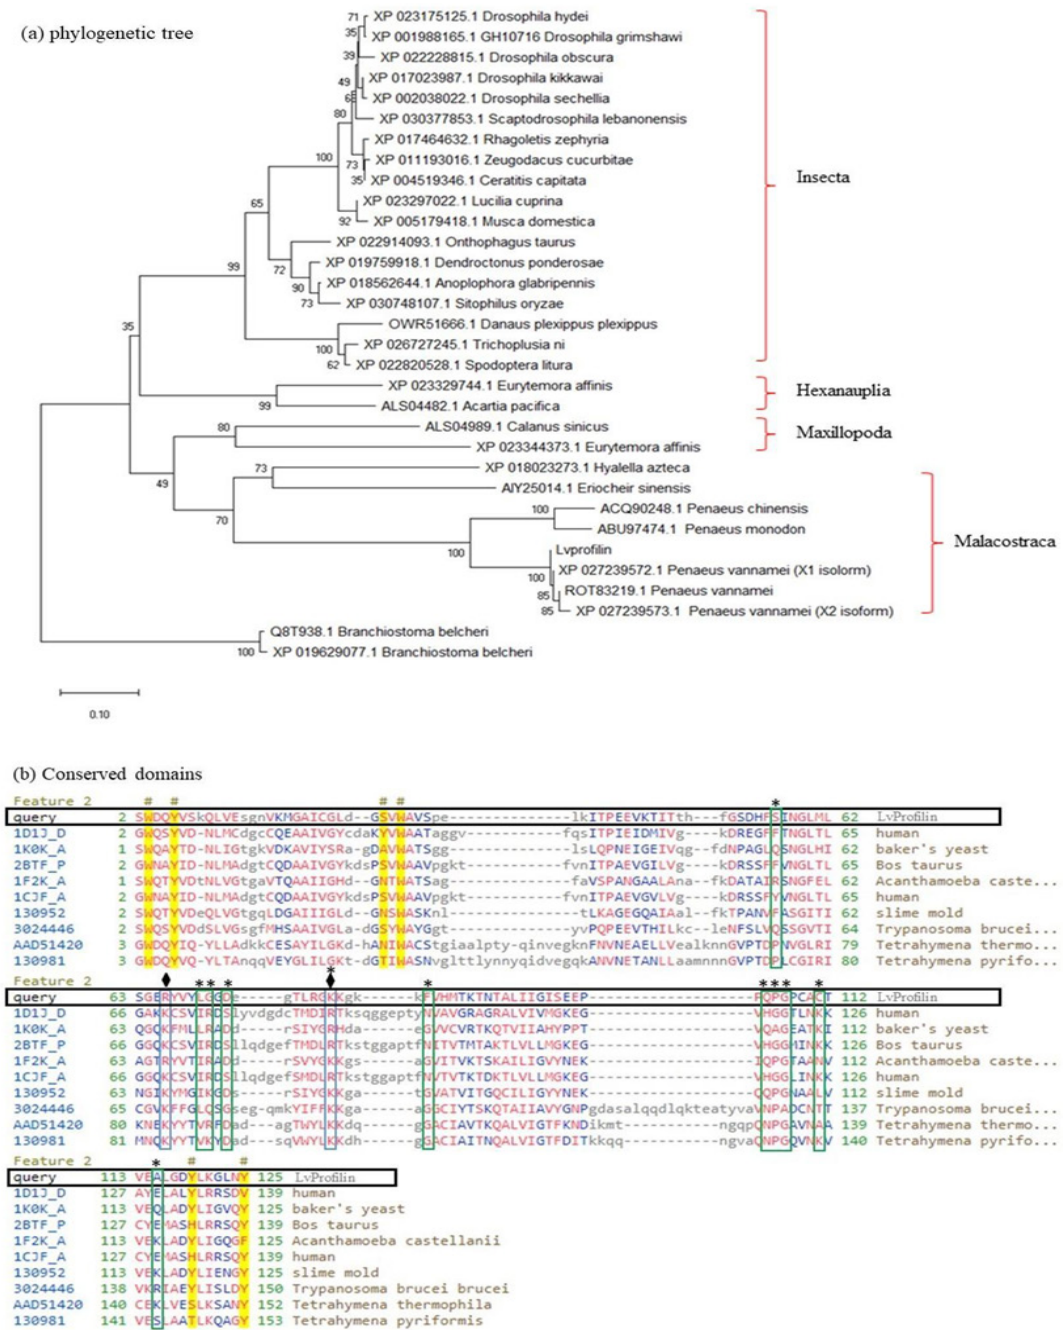 (a) phylogenetic tree
71 XP 023175125.1 Drosophila hydei
35 XP 001988165.1 GH10716 Drosophila grimshawi
39 XP 022228815.1 Drosophila obscura
49 XP 017023987.1 Drosophila kikkawai
6 XP 002038022.1 Drosophila sechellia
80 XP 030377853.1 Scaptodrosophila lebanonensis
XP 017464632.1 Rhagoletis zephyria
100 73 XP 011193016.1 Zeugodacus cucurbitae
35 XP 004519346.1 Ceratitis capitata
Insecta
65 XP 023297022.1 Lucilia cuprina
92 XP 005179418.1 Musca domestica
XP 022914093.1 Onthophagus taurus
99 72 XP 019759918.1 Dendroctonus ponderosae
90 XP 018562644.1 Anoplophora glabripennis
73 XP 030748107.1 Sitophilus oryzae
35 OWR51666.1 Danaus plexippus plexippus
100 XP 026727245.1 Trichoplusia ni
62 XP 022820528.1 Spodoptera litura
XP 023329744.1 Eurytemora affinis
Hexanauplia
99 ALS04482.1 Acartia pacifica
80 ALS04989.1 Calanus sinicus
Maxillopoda
XP 023344373.1 Eurytemora affinis
73 XP 018023273.1 Hyalella azteca
49 AIY25014.1 Eriocheir sinensis
100 ACQ90248.1 Penaeus chinensis
70 ABU97474.1 Penaeus monodon
Malacostraca
100 Lvprofilin
100 XP 027239572.1 Penaeus vannamei (X1 isolorm)
85 ROT83219.1 Penaeus vannamei
85 XP 027239573.1 Penaeus vannamei (X2 isoform)
Q8T938.1 Branchiostoma belcheri
100 XP 019629077.1 Branchiostoma belcheri
0.10
(b) Conserved domains
Feature 2 # # # # *
query 2 SWDQYVSkQLVEsgnVKMGAICGLd--GSVWAVSpe------------------lkITPEEVKTITth---fGSDHFSINGLML 62 LvProfilin
1D1J_D 3 GWQSYVD-NLMCdgcCQEAAIVGYcdaKYVWAATaggv----------------fqsITPIEIDMIVg----kDREGFFTNGLTL 65 human
1K0K_A 1 SWQAYTD-NLIGtgkVDKAVIYSRa-gDAVWATSgg------------------lsLQPNEIGEIVqg--fdNPAGLQSNGLHI 62 baker's yeast
2BTF_P 3 GWNAYID-NLMAdgtCQDAAIVGYkdsPSVWAAVpgkt----------------fvnITPAEVGILVg----kDRSSFFVNGLTL 65 Bos taurus
1F2K_A 1 SWQTYVDtNLVGtgaVTQAAIIGHd--GNTWATSag------------------faVSPANGAALAna--fkDATAIRSNGFEL 62 Acanthamoeba caste...
1CJF_A 3 GWNAYID-NLMAdgtCQDAAIVGYkdsPSVWAAVpgkt----------------fvnITPAEVGVLVg----kDRSSFYVNGLTL 65 human
130952 2 SWQTYVDeQLVGtgqLDGAIIIGLd--GNSWASKnl------------------tLKAGEGQAIAal--fkTPANVFASGITI 62 slime mold
3024446 2 SWQSYVDdSLVGsgfMHSAAIVGLa--dGSYWAYGgt-----------------yvPQPEEVTHILkc--leNFSLVQSSGVTI 64 Trypanosoma brucei...
AAD51420 3 GWDQYIQ-YLLAdkkCESAYILGKd-hANIWACStgiaalpty-qinvegknFNVNEAELLVealknnGVPTDPNVGLRI 79 Tetrahymena thermo...
130981 3 GWDQYVQ-YLTAnqqvEYGLILGKt-dGTIWASNvglttlynnyqidvegqkANVNETANLLaamnnnGVPTDPLCGIRI 80 Tetrahymena pyrifo...
Feature 2 ♦ ** * *♦ * *** *
query 63 SGERYVYLGGDe-----gTLRGKKgk------kFVHMTKTNTALIIGISEEP---------------PQPGPCACT 112 LvProfilin
1D1J_D 66 GAKKCSVIRDSlyvdgdcTMDIRTksqggeptyNVAVGRAGRALVIVMGKEG---------------VHGGTLNKK 126 human
1K0K_A 63 QGQKFMLLRADd-----rSIYGRHda------eGVVCVRTKQTVIIAHYPPT---------------VQAGEATKI 112 baker's yeast
2BTF_P 66 GGQKCSVIRDSllqdgefTMDLRTkstggaptfNITVTMTAKTLVLLMGKEG---------------VHGGMINKK 126 Bos taurus
1F2K_A 63 AGTRYVTIRADd-----rSVYGKKgs------aGVITVKTSKAILIGVYNEK---------------IQPGTAANV 112 Acanthamoeba caste...
1CJF_A 66 GGQKCSVIRDSllqdgefSMDLRTkstggaptfNVTVTKTDKTLVLLMGKEG---------------VHGGLINKK 126 human
130952 63 NGIKYMGIKGDd-----sSIYGKKgs------tGVATVITGQCILIGYYNEK---------------QQPGNAALV 112 slime mold
3024446 65 CGVKFFGLQSGseg-qmkYIFFKKga------aGGCIYTSKQTAIIAVYGNPgdasalqqdlqkteatyvaVNPADCNTT 137 Trypanosoma brucei...
AAD51420 80 KNEKYYTVNYDad---adgTWYLKKdq------gGACIAVTNQALVIGTFKNDikmt-------ngqpQNPGAVNAA 139 Tetrahymena thermo...
130981 81 MNQKYYTVKYDad---sqVWYLKKdh------gGACIAITNQALVIGTFDITkkqq-------ngvaQNPGQVNKV 140 Tetrahymena pyrifo...
Feature 2 * # #
query 113 VEALGDYLKGLNY 125 LvProfilin
1D1J_D 127 AYELALYLRRSDV 139 human
1K0K_A 113 VEQLADYLIGVQY 125 baker's yeast
2BTF_P 127 CYEMASHLRRSQY 139 Bos taurus
1F2K_A 113 VEKLADYLIGQGF 125 Acanthamoeba castellanii
1CJF_A 127 CYEMASHLRRSQY 139 human
130952 113 VEKLADYLIENGY 125 slime mold
3024446 138 VKRIAEYLISLDY 150 Trypanosoma brucei brucei
AAD51420 140 CEKLVESLKSANY 152 Tetrahymena thermophila
130981 141 VESLAATLKQAGY 153 Tetrahymena pyriformis